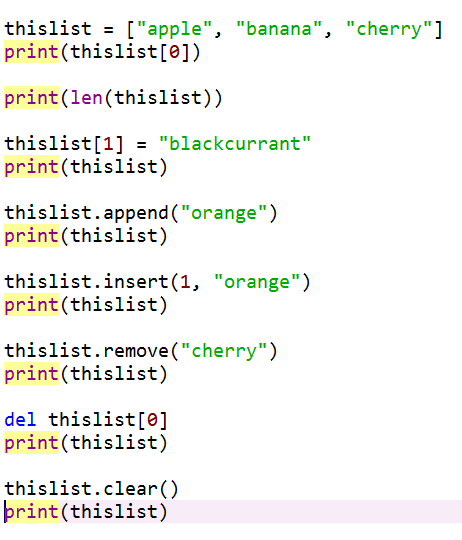 thislist = ["apple", "banana", "cherry"]
print(thislist[0])
print(len(thislist))
thislist[1] = "blackcurrant"
print(thislist)
thislist.append("orange")
print(thislist)
thislist.insert(1, "orange")
print(thislist)
thislist.remove("cherry")
print(thislist)
del thislist[0]
print(thislist)
thislist.clear()
print(thislist)